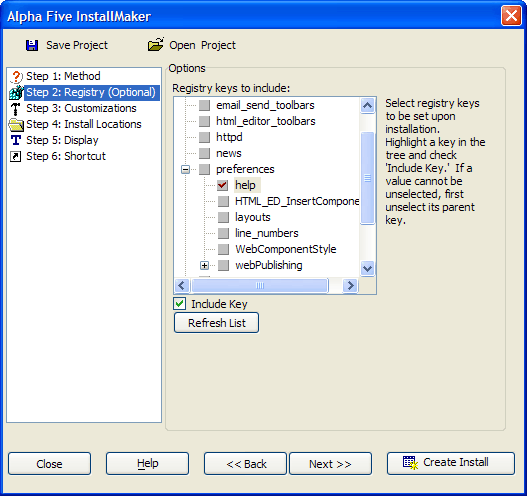 Alpha Five InstallMaker
Save Project
Open Project
Step 1: Method
Step 2: Registry (Optional)
Step 3: Customizations
Step 4: Install Locations
Step 5: Display
Step 6: Shortcut
Options
Registry keys to include:
email_send_toolbars
html_editor_toolbars
httpd
news
preferences
help
HTML_ED_InsertCompone
layouts
line_numbers
WebComponentStyle
webPublishing
Include Key
Refresh List
Select registry keys
to be set upon
installation.
Highlight a key in the
tree and check
'Include Key.' If a
value cannot be
unselected, first
unselect its parent
key.
Close
Help
<< Back
Next >>
Create Install